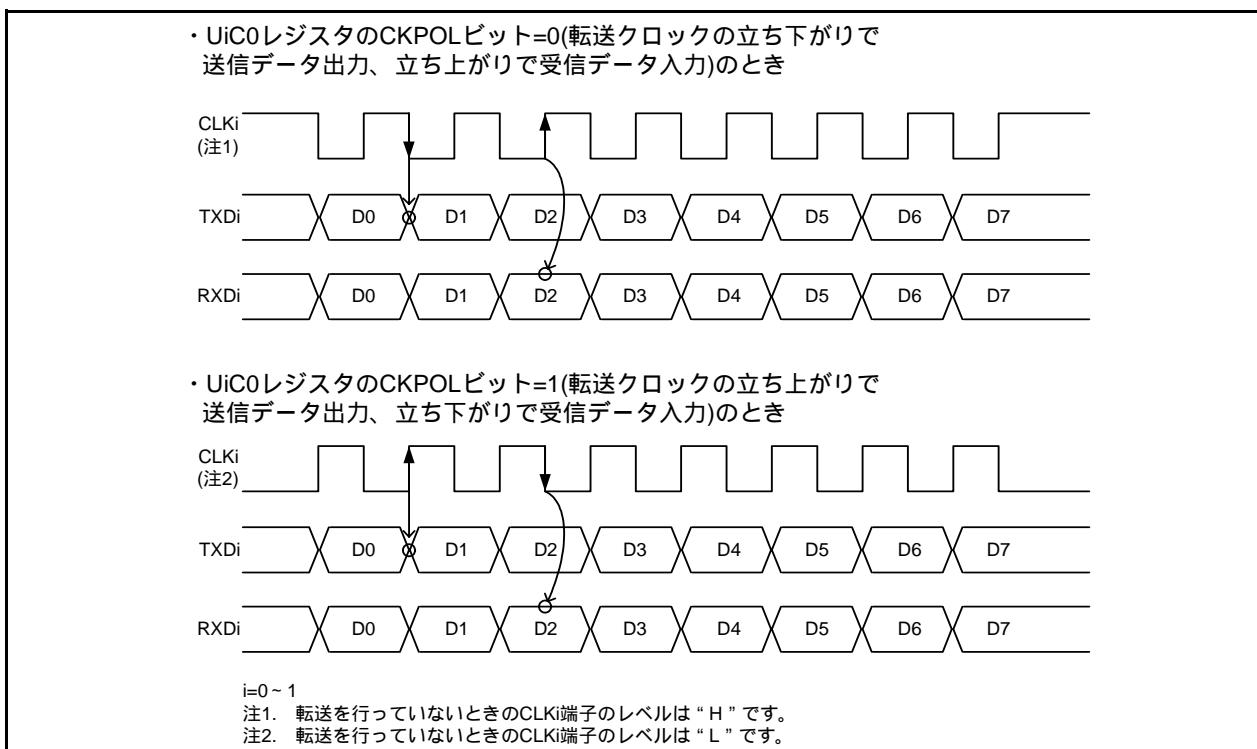 ・UiC0レジスタのCKPOLビット=0(転送クロックの立ち下がりで
送信データ出力、立ち上がりで受信データ入力)のとき
CLKi
(注1)
TXDi D0 D1 D2 D3 D4 D5 D6 D7
RXDi D0 D1 D2 D3 D4 D5 D6 D7
・UiC0レジスタのCKPOLビット=1(転送クロックの立ち上がりで
送信データ出力、立ち下がりで受信データ入力)のとき
CLKi
(注2)
TXDi D0 D1 D2 D3 D4 D5 D6 D7
RXDi D0 D1 D2 D3 D4 D5 D6 D7
i=0~1
注1. 転送を行っていないときのCLKi端子のレベルは“H”です。
注2. 転送を行っていないときのCLKi端子のレベルは“L”です。